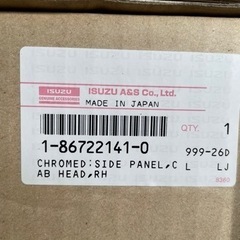 ISUZU
GENUINE ACCESSORIES
ISUZU A&S Co., Ltd.
MADE IN JAPAN
QTY. 1
1-86722141-0 999-26D
CHROMED:SIDE PANEL,C L LJ
AB HEAD,RH